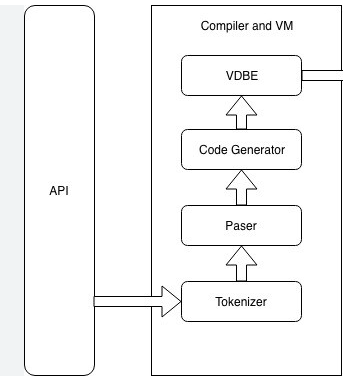 Compiler and VM
VDBE
Code Generator
API
Paser
Tokenizer